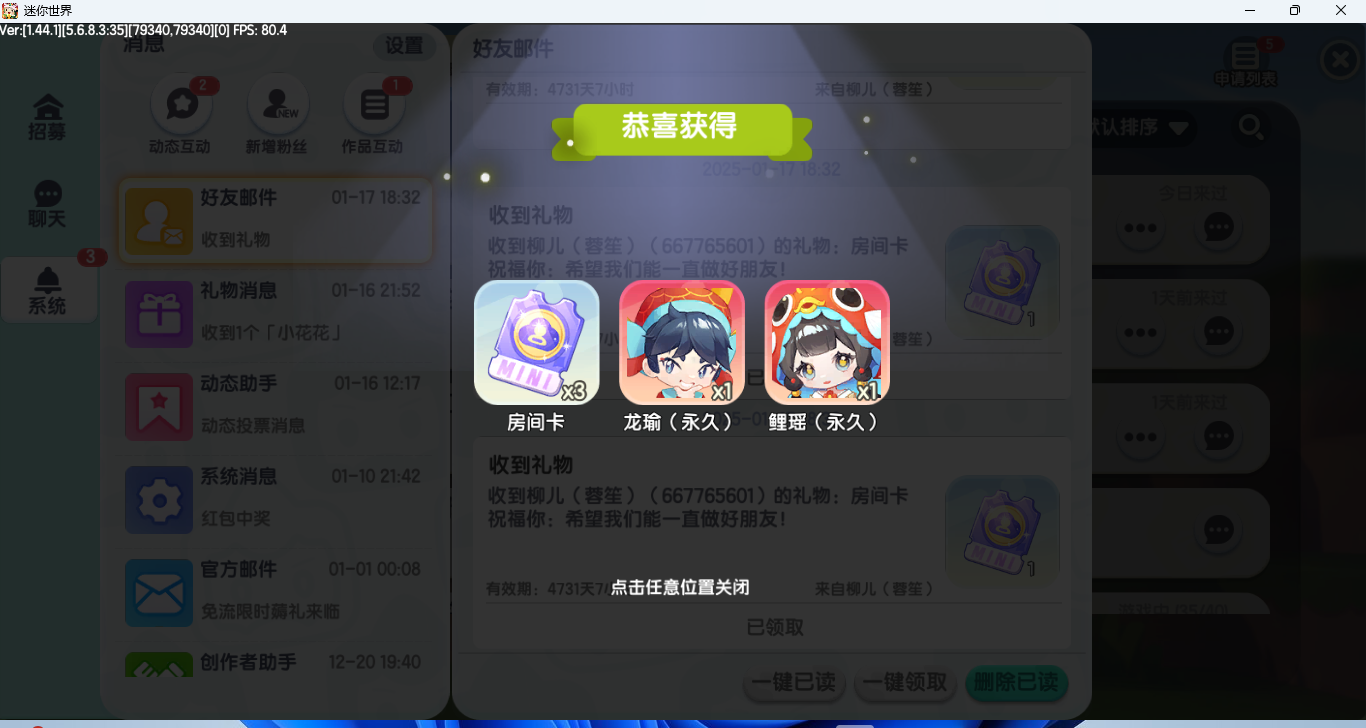 迷你世界
Ver:[1.44.1][5.6.8.3:35][79340,79340][0] FPS: 80.4
消息
设置
好友邮件
5
申请列表
2
NEW
1
动态互动
新增粉丝
作品互动
招募
聊天
3
系统
好友邮件
01-17 18:32
收到礼物
礼物消息
01-16 21:52
收到1个「小花花」
动态助手
01-16 12:17
动态投票消息
系统消息
01-10 21:42
红包中奖
官方邮件
01-01 00:08
免流限时薅礼来临
创作者助手
12-20 19:40
有效期：4731天7小时
来自柳儿（蓉笙）
恭喜获得
2025-01-17 18:32
收到礼物
收到柳儿（蓉笙）（667765601）的礼物：房间卡
祝福你：希望我们能一直做好朋友！
MINI
1
MINI
x3
x1
x1
房间卡
龙瑜（永久）
鲤瑶（永久）
收到礼物
收到柳儿（蓉笙）（667765601）的礼物：房间卡
祝福你：希望我们能一直做好朋友！
MINI
1
有效期：4731天7小
点击任意位置关闭
来自柳儿（蓉笙）
已领取
一键已读
一键领取
删除已读
默认排序
今日来过
1天前来过
1天前来过
游戏中 (35/40)